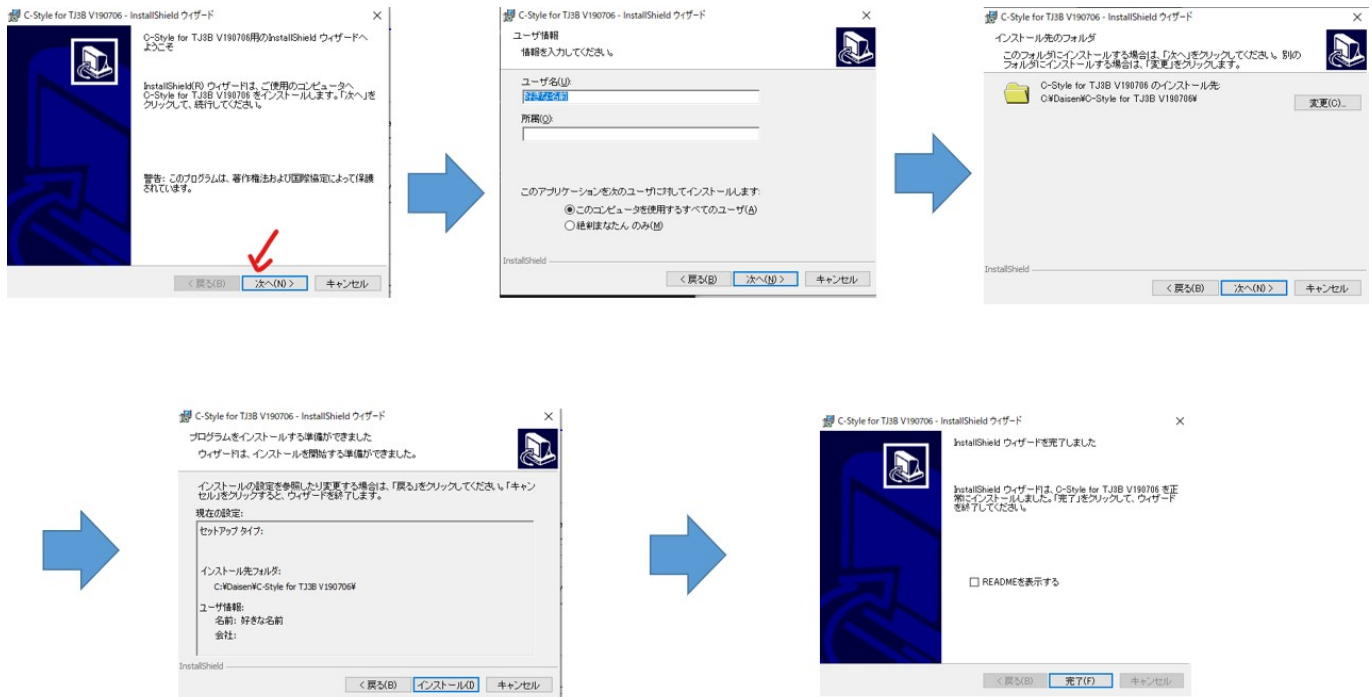 C-Style for TJ3B V190706 - InstallShield ウィザード
C-Style for TJ3B V190706用のInstallShield ウィザードへ
ようこそ
InstallShield(R) ウィザードは、ご使用のコンピュータへ
C-Style for TJ3B V190706 をインストールします。「次へ」を
クリックして、続行してください。
警告: このプログラムは、著作権法および国際協定によって保護
されています。
< 戻る(B)
次へ(N) >
キャンセル
C-Style for TJ3B V190706 - InstallShield ウィザード
ユーザ情報
情報を入力してください。
ユーザ名(U):
好きな名前
所属(O):
このアプリケーションを次のユーザに対してインストールします:
このコンピュータを使用するすべてのユーザ(A)
絶剣まなたん のみ(M)
InstallShield
< 戻る(B)
次へ(N) >
キャンセル
C-Style for TJ3B V190706 - InstallShield ウィザード
インストール先のフォルダ
このフォルダにインストールする場合は、「次へ」をクリックしてください。別の
フォルダにインストールする場合は、「変更」をクリックします。
C-Style for TJ3B V190706 のインストール先:
C:¥Daisen¥C-Style for TJ3B V190706¥
変更(C)...
InstallShield
< 戻る(B)
次へ(N) >
キャンセル
C-Style for TJ3B V190706 - InstallShield ウィザード
プログラムをインストールする準備ができました
ウィザードは、インストールを開始する準備ができました。
インストールの設定を参照したり変更する場合は、「戻る」をクリックしてください。「キャン
セル」をクリックすると、ウィザードを終了します。
現在の設定:
セットアップ タイプ:
インストール先フォルダ:
C:¥Daisen¥C-Style for TJ3B V190706¥
ユーザ情報:
名前: 好きな名前
会社:
InstallShield
< 戻る(B)
インストール(I)
キャンセル
C-Style for TJ3B V190706 - InstallShield ウィザード
InstallShield ウィザードを完了しました
InstallShield ウィザードは、C-Style for TJ3B V190706 を正
常にインストールしました。「完了」をクリックして、ウィザード
を終了してください。
READMEを表示する
< 戻る(B)
完了(F)
キャンセル